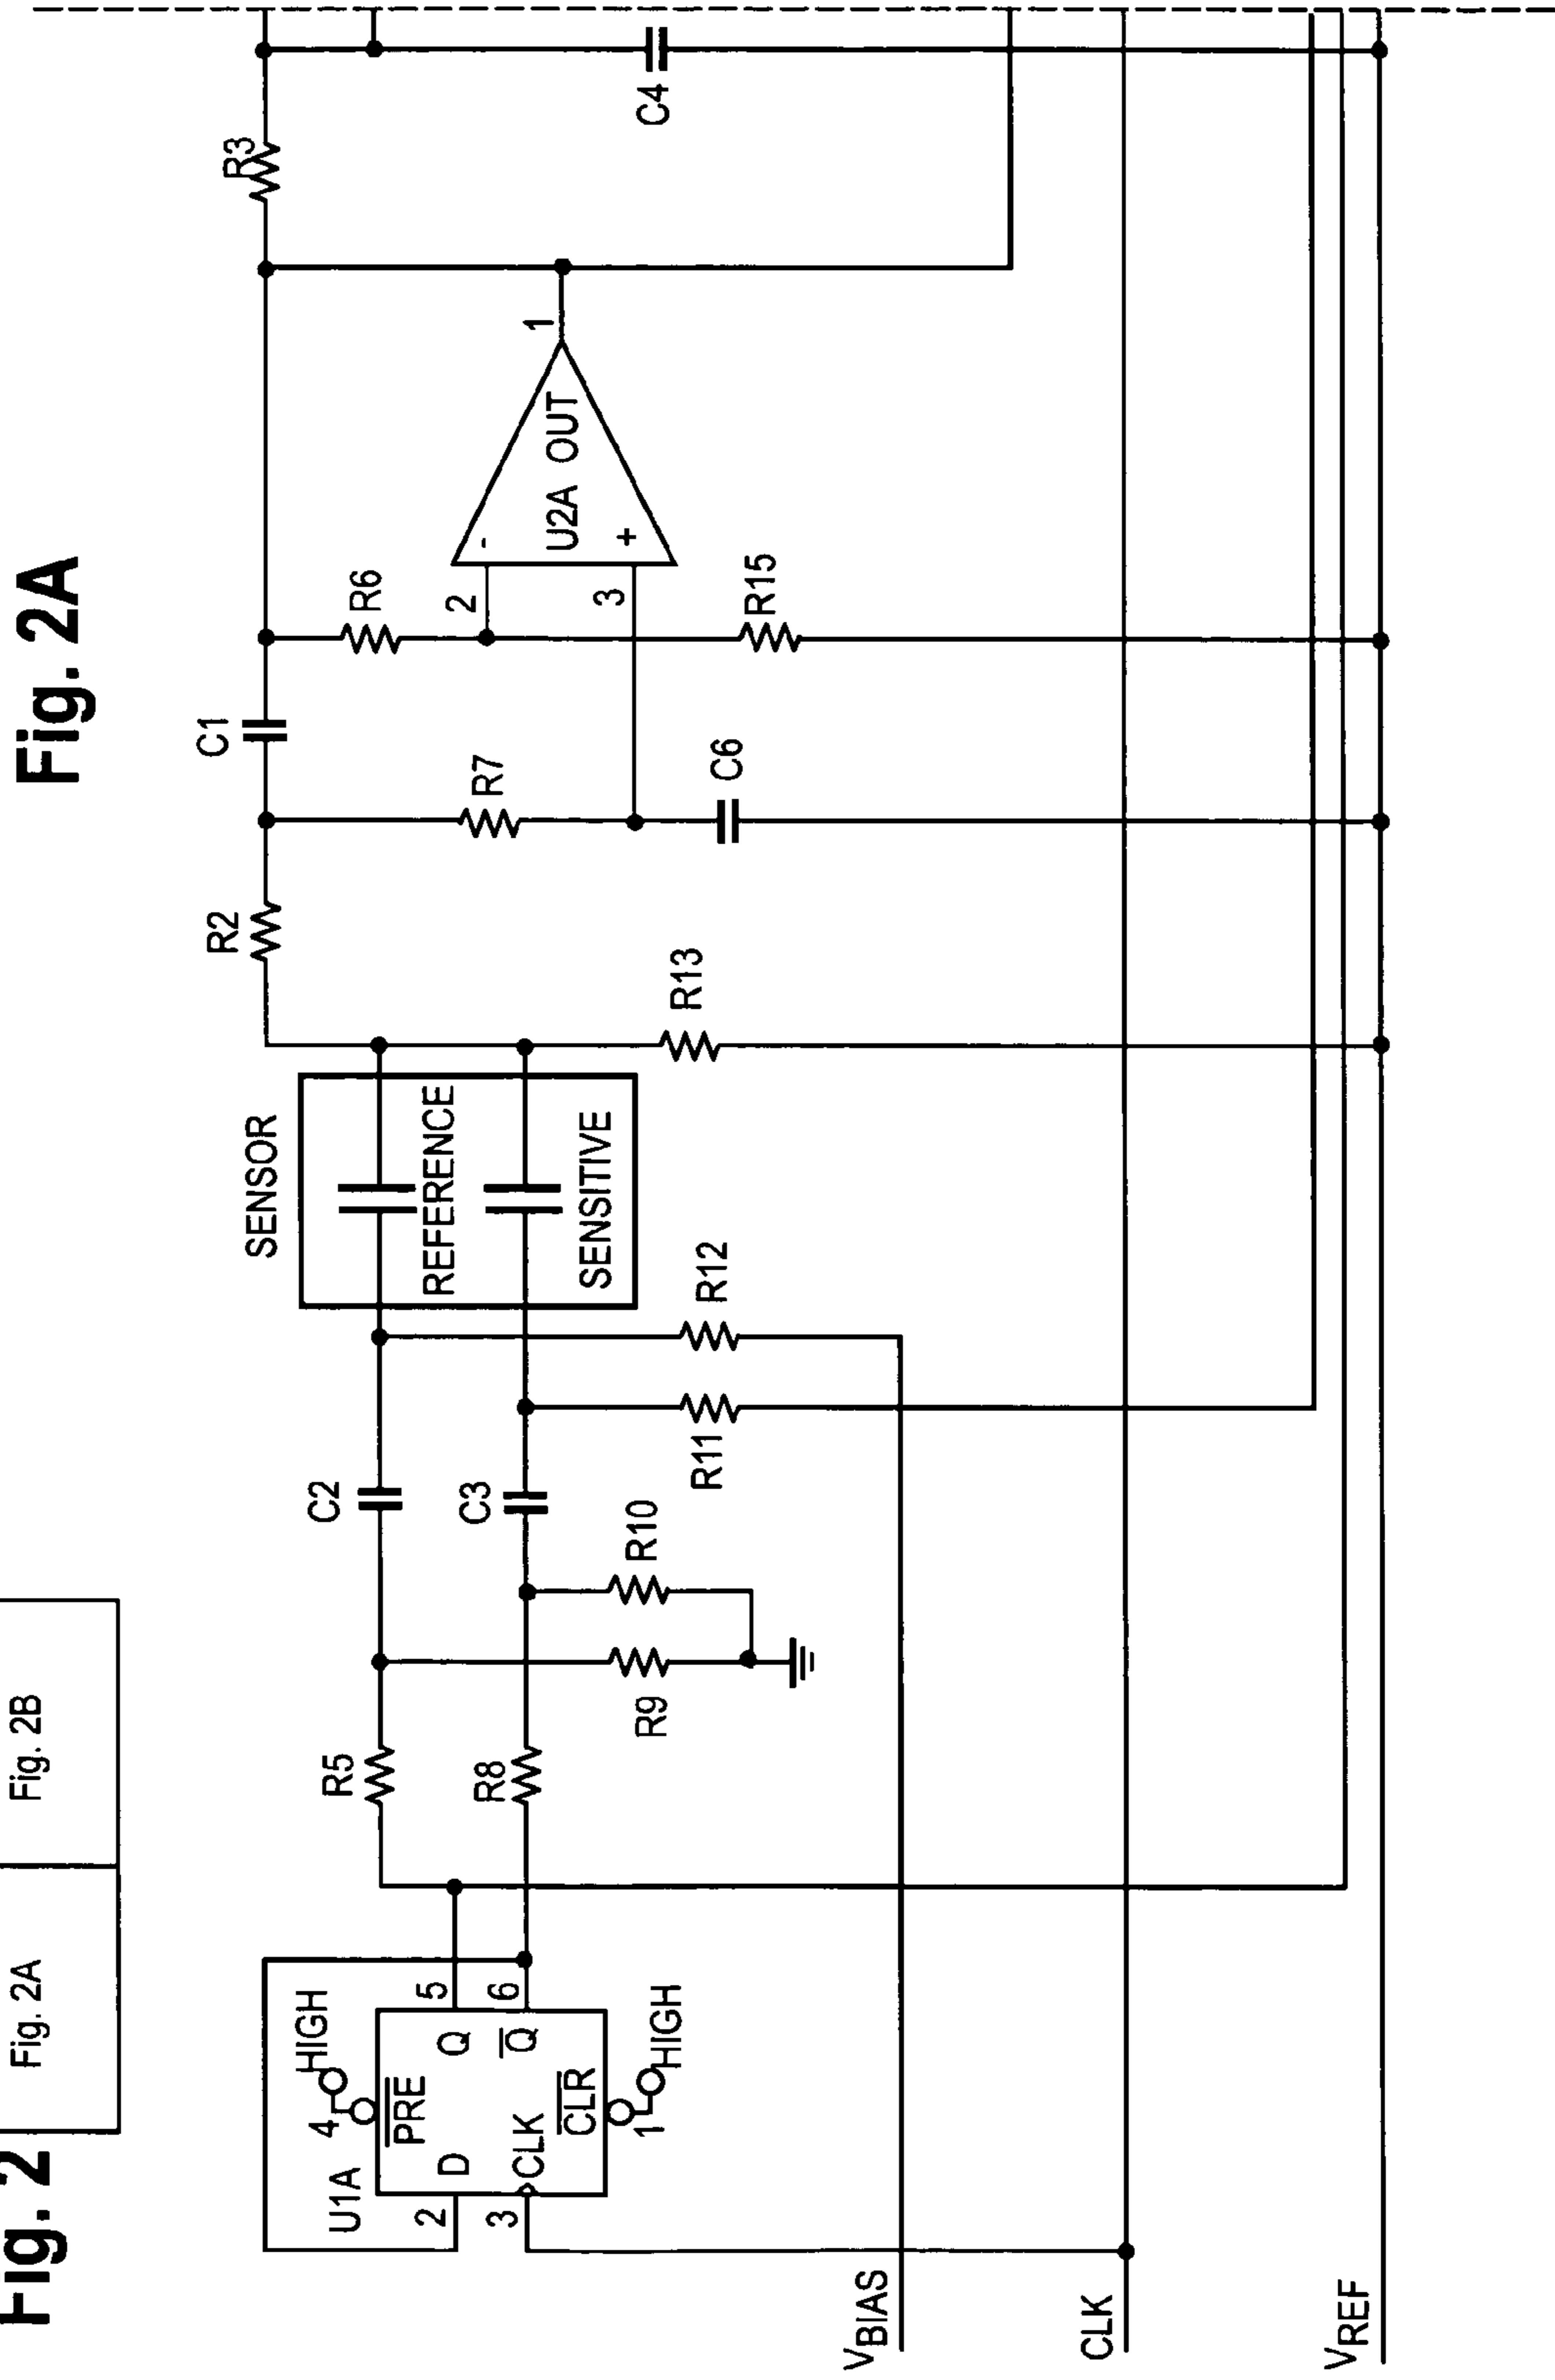 Fig. 2A
Fig. 2
Fig. 2A
Fig. 2B
U1A
4
HIGH
PRE
D
Q
2
5
3
CLK
Q
6
CLR
1
HIGH
R5
R8
R9
R10
C2
C3
R11
R12
SENSOR
REFERENCE
SENSITIVE
R13
R2
C1
R7
C6
R6
R15
2
3
-
+
U2A OUT
1
R3
C4
VBIAS
CLK
VREF